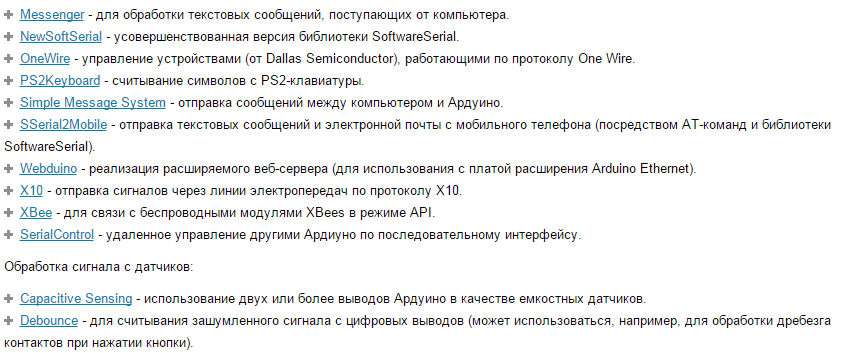 Messenger - для обработки текстовых сообщений, поступающих от компьютера.
NewSoftSerial - усовершенствованная версия библиотеки SoftwareSerial.
OneWire - управление устройствами (от Dallas Semiconductor), работающими по протоколу One Wire.
PS2Keyboard - считывание символов с PS2-клавиатуры.
Simple Message System - отправка сообщений между компьютером и Ардуино.
SSerial2Mobile - отправка текстовых сообщений и электронной почты с мобильного телефона (посредством AT-команд и библиотеки
SoftwareSerial).
Webduino - реализация расширяемого веб-сервера (для использования с платой расширения Arduino Ethernet).
X10 - отправка сигналов через линии электропередач по протоколу X10.
XBee - для связи с беспроводными модулями XBees в режиме API.
SerialControl - удаленное управление другими Ардиуно по последовательному интерфейсу.
Обработка сигнала с датчиков:
Capacitive Sensing - использование двух или более выводов Ардуино в качестве емкостных датчиков.
Debounce - для считывания зашумленного сигнала с цифровых выводов (может использоваться, например, для обработки дребезга
контактов при нажатии кнопки).